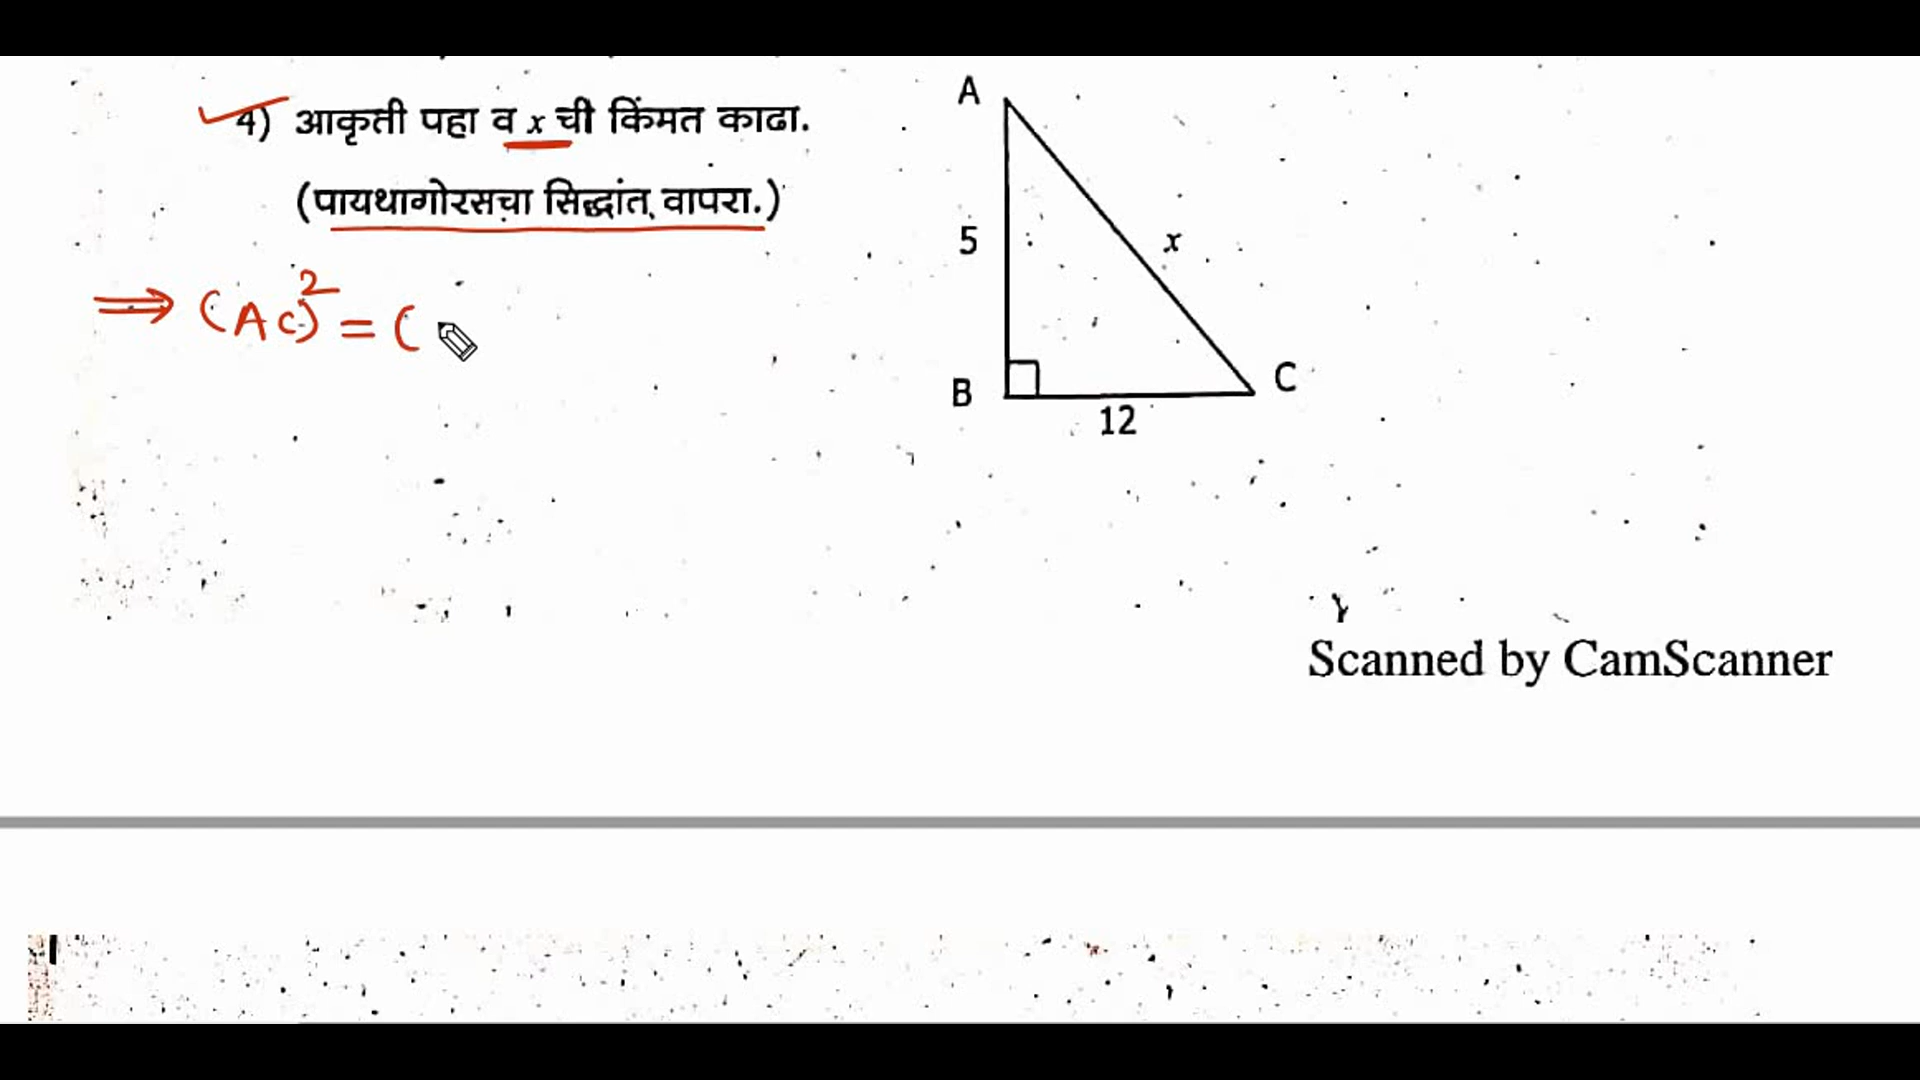 4) आकृती पहा व x ची किंमत काढा.
(पायथागोरसचा सिद्धांत वापरा.)
⇒ (AC)² = (
A
5
x
B
C
12
Scanned by CamScanner